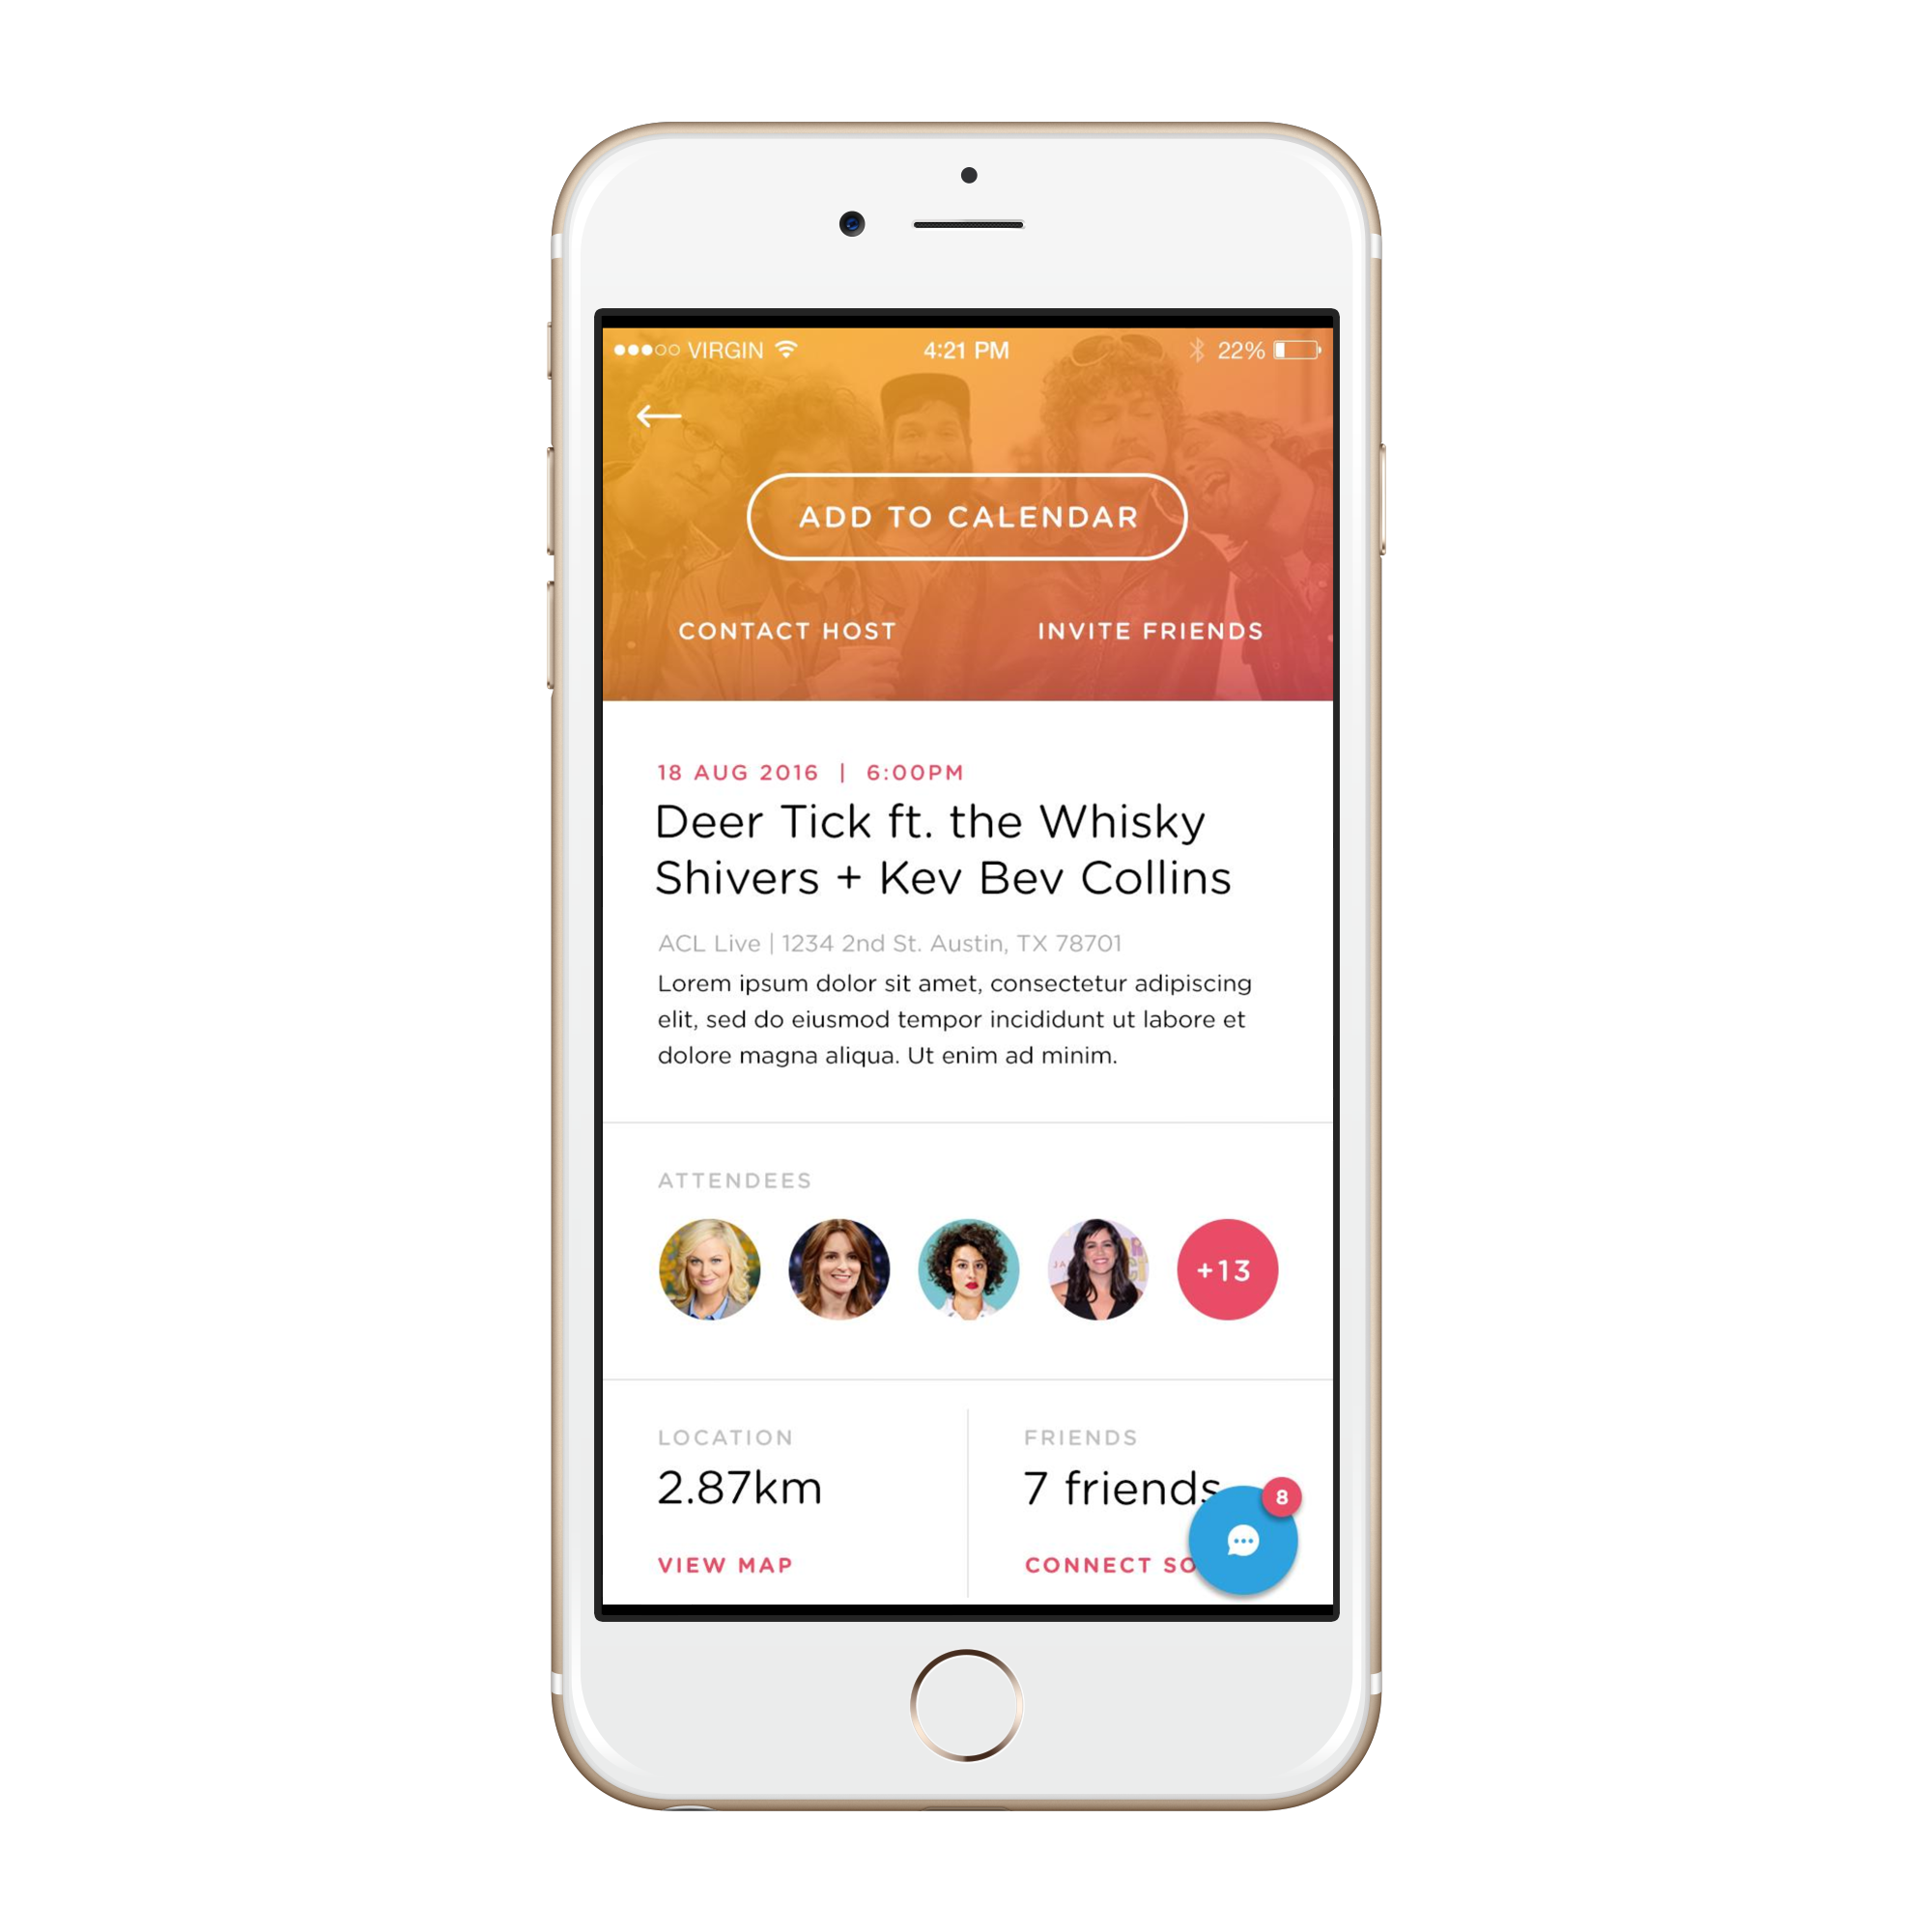 VIRGIN 4:21 PM 22%
ADD TO CALENDAR
CONTACT HOST INVITE FRIENDS
18 AUG 2016 | 6:00PM
Deer Tick ft. the Whisky
Shivers + Kev Bev Collins
ACL Live | 1234 2nd St. Austin, TX 78701
Lorem ipsum dolor sit amet, consectetur adipiscing
elit, sed do eiusmod tempor incididunt ut labore et
dolore magna aliqua. Ut enim ad minim.
ATTENDEES
+13
LOCATION FRIENDS
2.87km 7 friends
8
VIEW MAP CONNECT SO